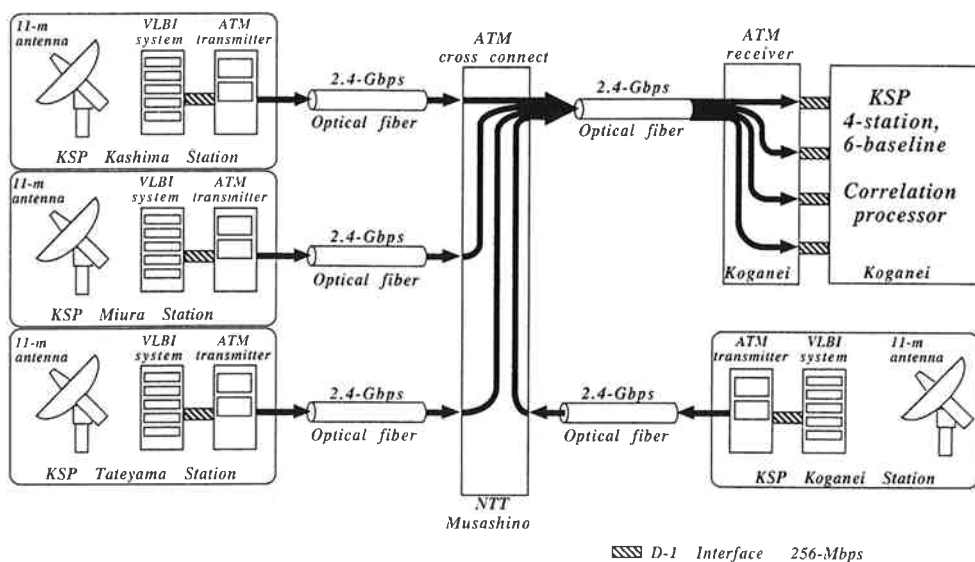 11-m
antenna
VLBI
system
ATM
transmitter
KSP Kashima Station
2.4-Gbps
Optical fiber
11-m
antenna
VLBI
system
ATM
transmitter
KSP Miura Station
2.4-Gbps
Optical fiber
11-m
antenna
VLBI
system
ATM
transmitter
KSP Tateyama Station
2.4-Gbps
Optical fiber
ATM
cross connect
NTT
Musashino
2.4-Gbps
Optical fiber
ATM
receiver
Koganei
KSP
4-station,
6-baseline
Correlation
processor
Koganei
2.4-Gbps
Optical fiber
ATM
transmitter
VLBI
system
11-m
antenna
KSP Koganei Station
D-1 Interface 256-Mbps